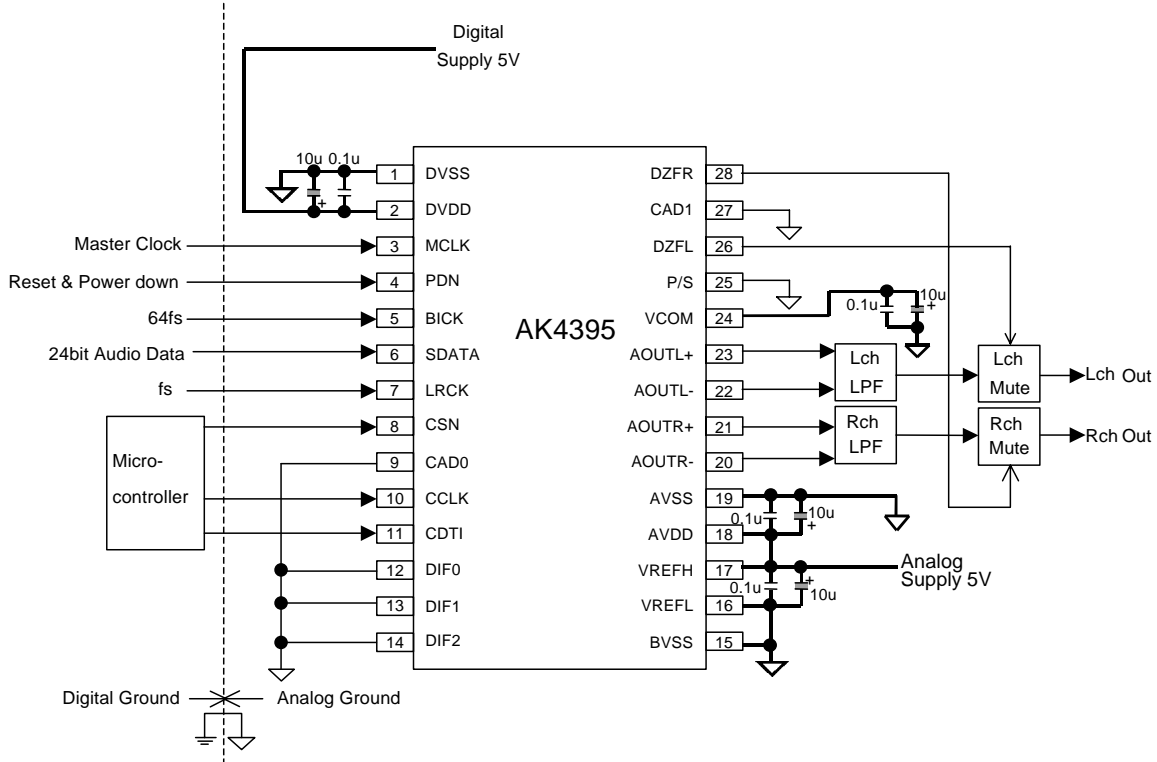 Digital
Supply 5V
10u 0.1u
+
1 DVSS
2 DVDD
Master Clock 3 MCLK
Reset & Power down 4 PDN
64fs 5 BICK
24bit Audio Data 6 SDATA
fs 7 LRCK
8 CSN
9 CAD0
10 CCLK
11 CDTI
12 DIF0
13 DIF1
14 DIF2
Micro-
controller
AK4395
DZFR 28
CAD1 27
DZFL 26
P/S 25
VCOM 24
AOUTL+ 23
AOUTL- 22
AOUTR+ 21
AOUTR- 20
AVSS 19
AVDD 18
VREFH 17
VREFL 16
BVSS 15
0.1u 10u
+
Lch
LPF
Lch
Mute
Lch Out
Rch
LPF
Rch
Mute
Rch Out
0.1u 10u
+
Analog
Supply 5V
0.1u + 10u
Digital Ground Analog Ground